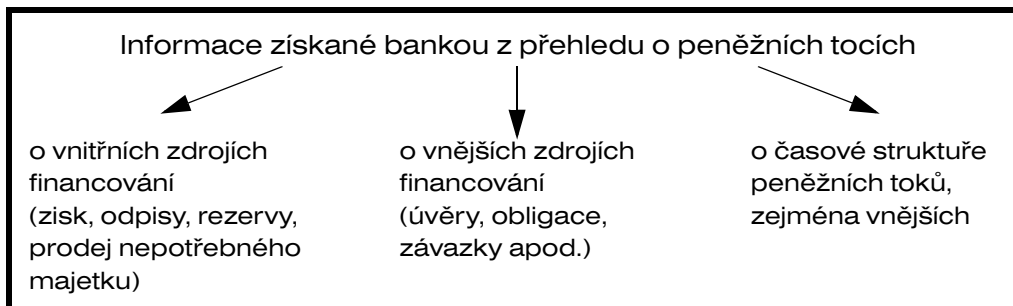 Informace získané bankou z přehledu o peněžních tocích
o vnitřních zdrojích
financování
(zisk, odpisy, rezervy,
prodej nepotřebného
majetku)
o vnějších zdrojích
financování
(úvěry, obligace,
závazky apod.)
o časové struktuře
peněžních toků,
zejména vnějších